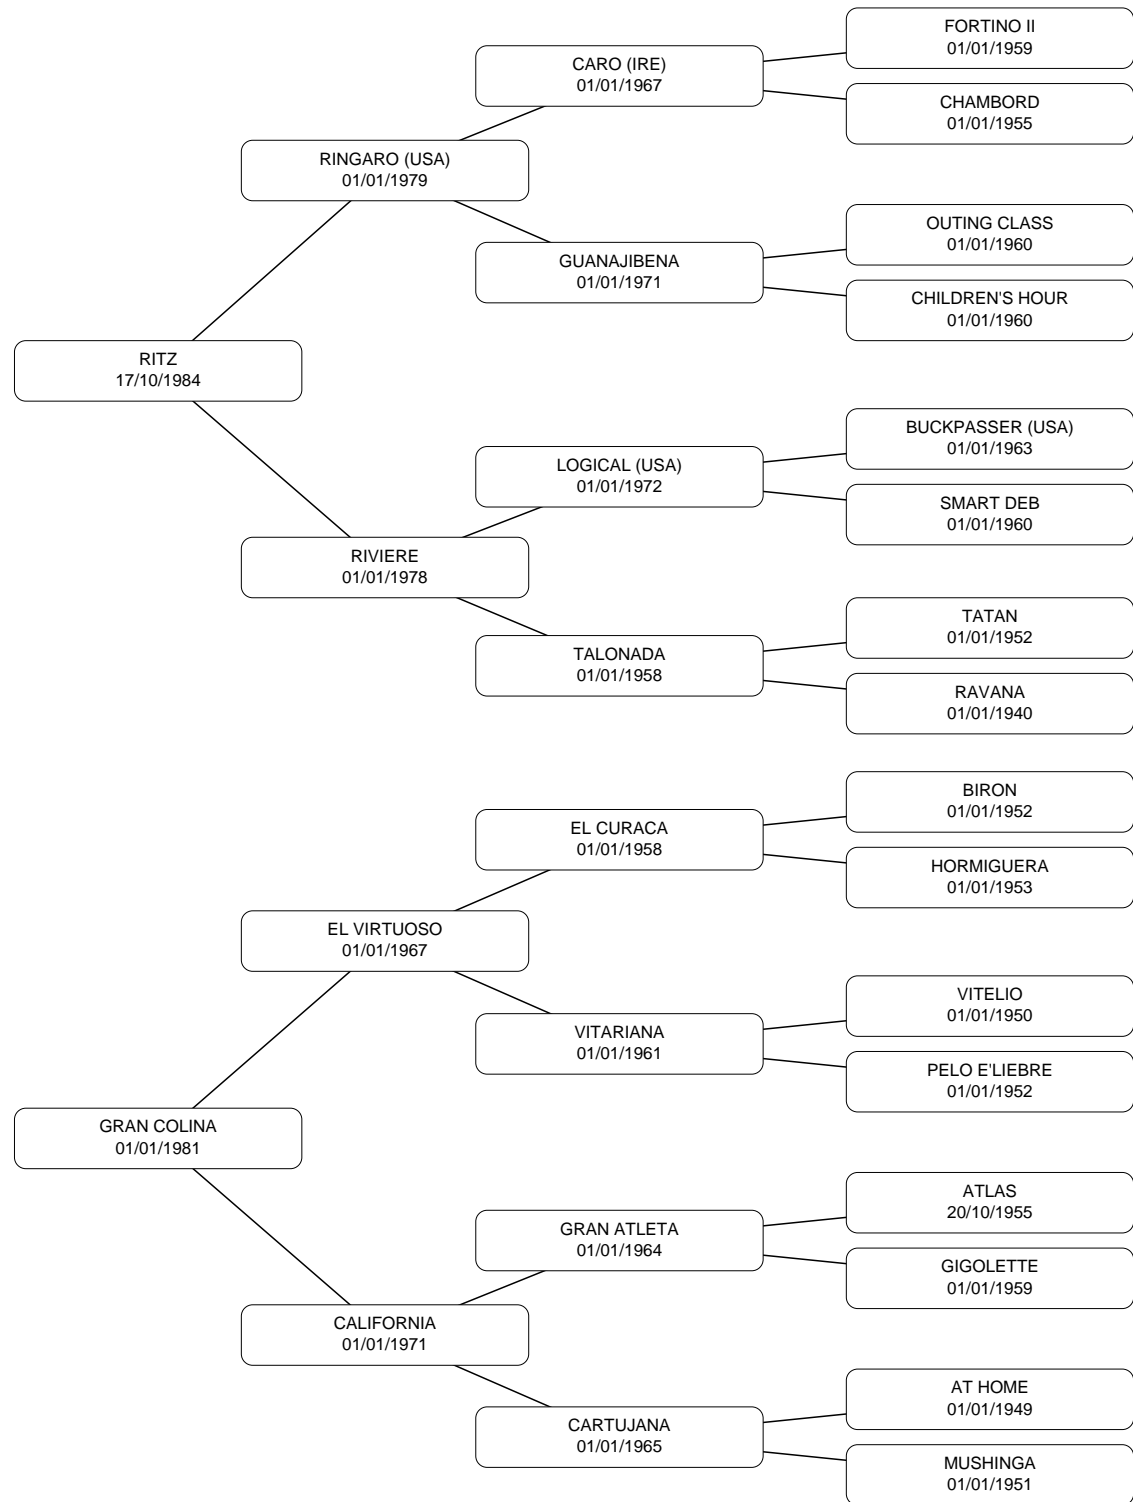 FORTINO II
01/01/1959
CARO (IRE)
01/01/1967
CHAMBORD
01/01/1955
RINGARO (USA)
01/01/1979
OUTING CLASS
01/01/1960
GUANAJIBENA
01/01/1971
CHILDREN'S HOUR
01/01/1960
RITZ
17/10/1984
BUCKPASSER (USA)
01/01/1963
LOGICAL (USA)
01/01/1972
SMART DEB
01/01/1960
RIVIERE
01/01/1978
TATAN
01/01/1952
TALONADA
01/01/1958
RAVANA
01/01/1940
BIRON
01/01/1952
EL CURACA
01/01/1958
HORMIGUERA
01/01/1953
EL VIRTUOSO
01/01/1967
VITELIO
01/01/1950
VITARIANA
01/01/1961
PELO E'LIEBRE
01/01/1952
GRAN COLINA
01/01/1981
ATLAS
20/10/1955
GRAN ATLETA
01/01/1964
GIGOLETTE
01/01/1959
CALIFORNIA
01/01/1971
AT HOME
01/01/1949
CARTUJANA
01/01/1965
MUSHINGA
01/01/1951